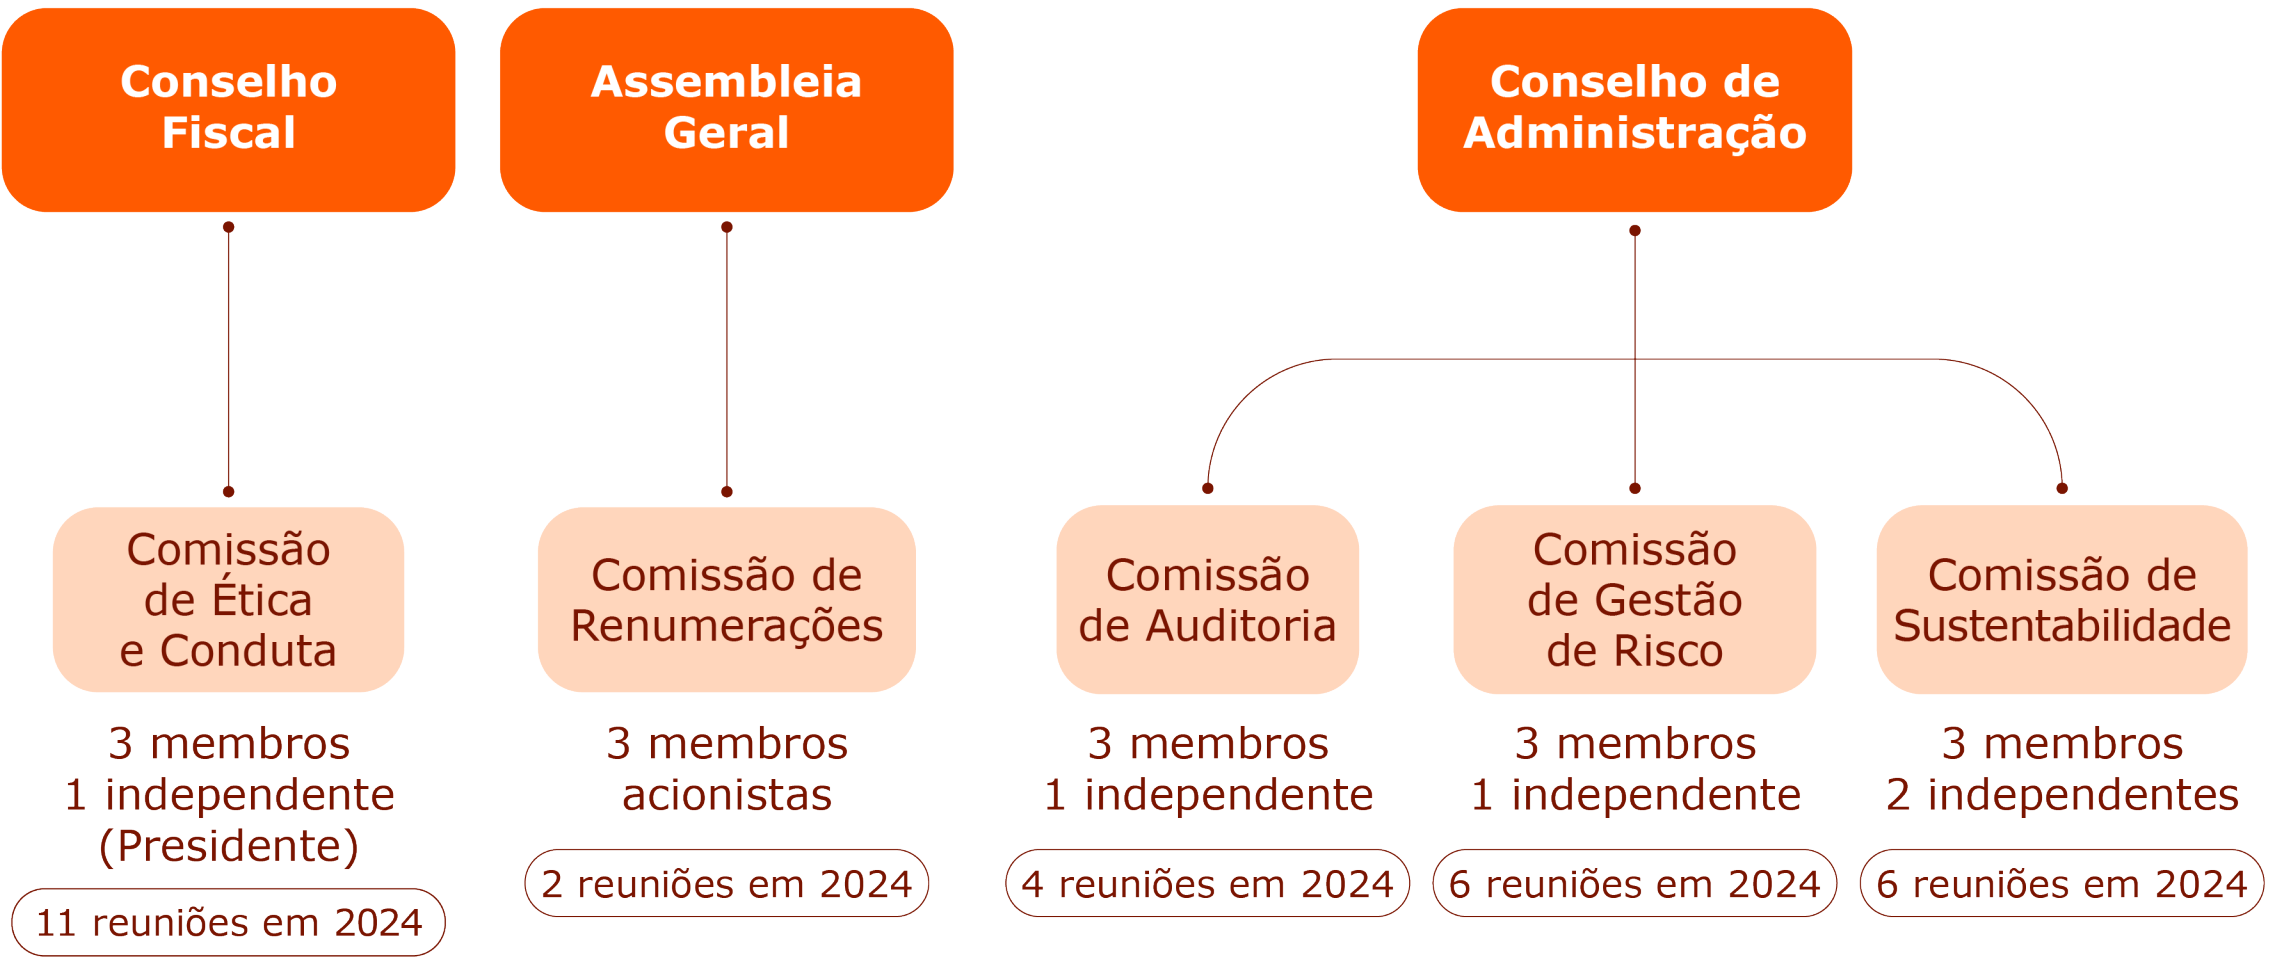 Conselho
Fiscal
Assembleia
Geral
Conselho de
Administração
Comissão
de Ética
e Conduta
3 membros
1 independente
(Presidente)
11 reuniões em 2024
Comissão de
Renumerações
3 membros
acionistas
2 reuniões em 2024
Comissão
de Auditoria
3 membros
1 independente
4 reuniões em 2024
Comissão
de Gestão
de Risco
3 membros
1 independente
6 reuniões em 2024
Comissão de
Sustentabilidade
3 membros
2 independentes
6 reuniões em 2024